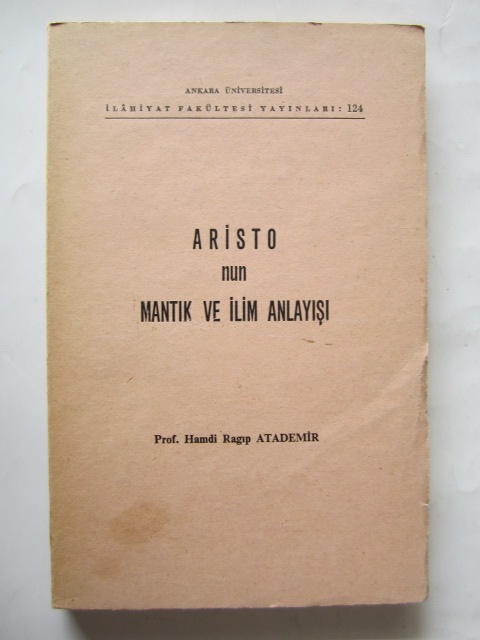 ANKARA ÜNİVERSİTESİ
İLÂHİYAT FAKÜLTESİ YAYINLARI: 124
ARİSTO
nun
MANTIK VE İLİM ANLAYIŞI
Prof. Hamdi Ragıp ATADEMİR